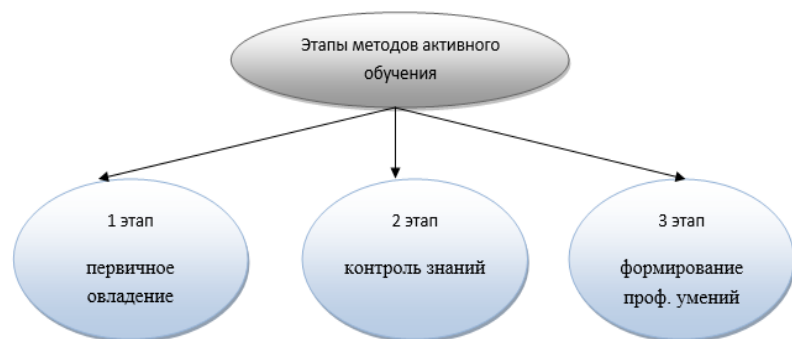 Этапы методов активного
обучения
1 этап
первичное
овладение
2 этап
контроль знаний
3 этап
формирование
проф. умений